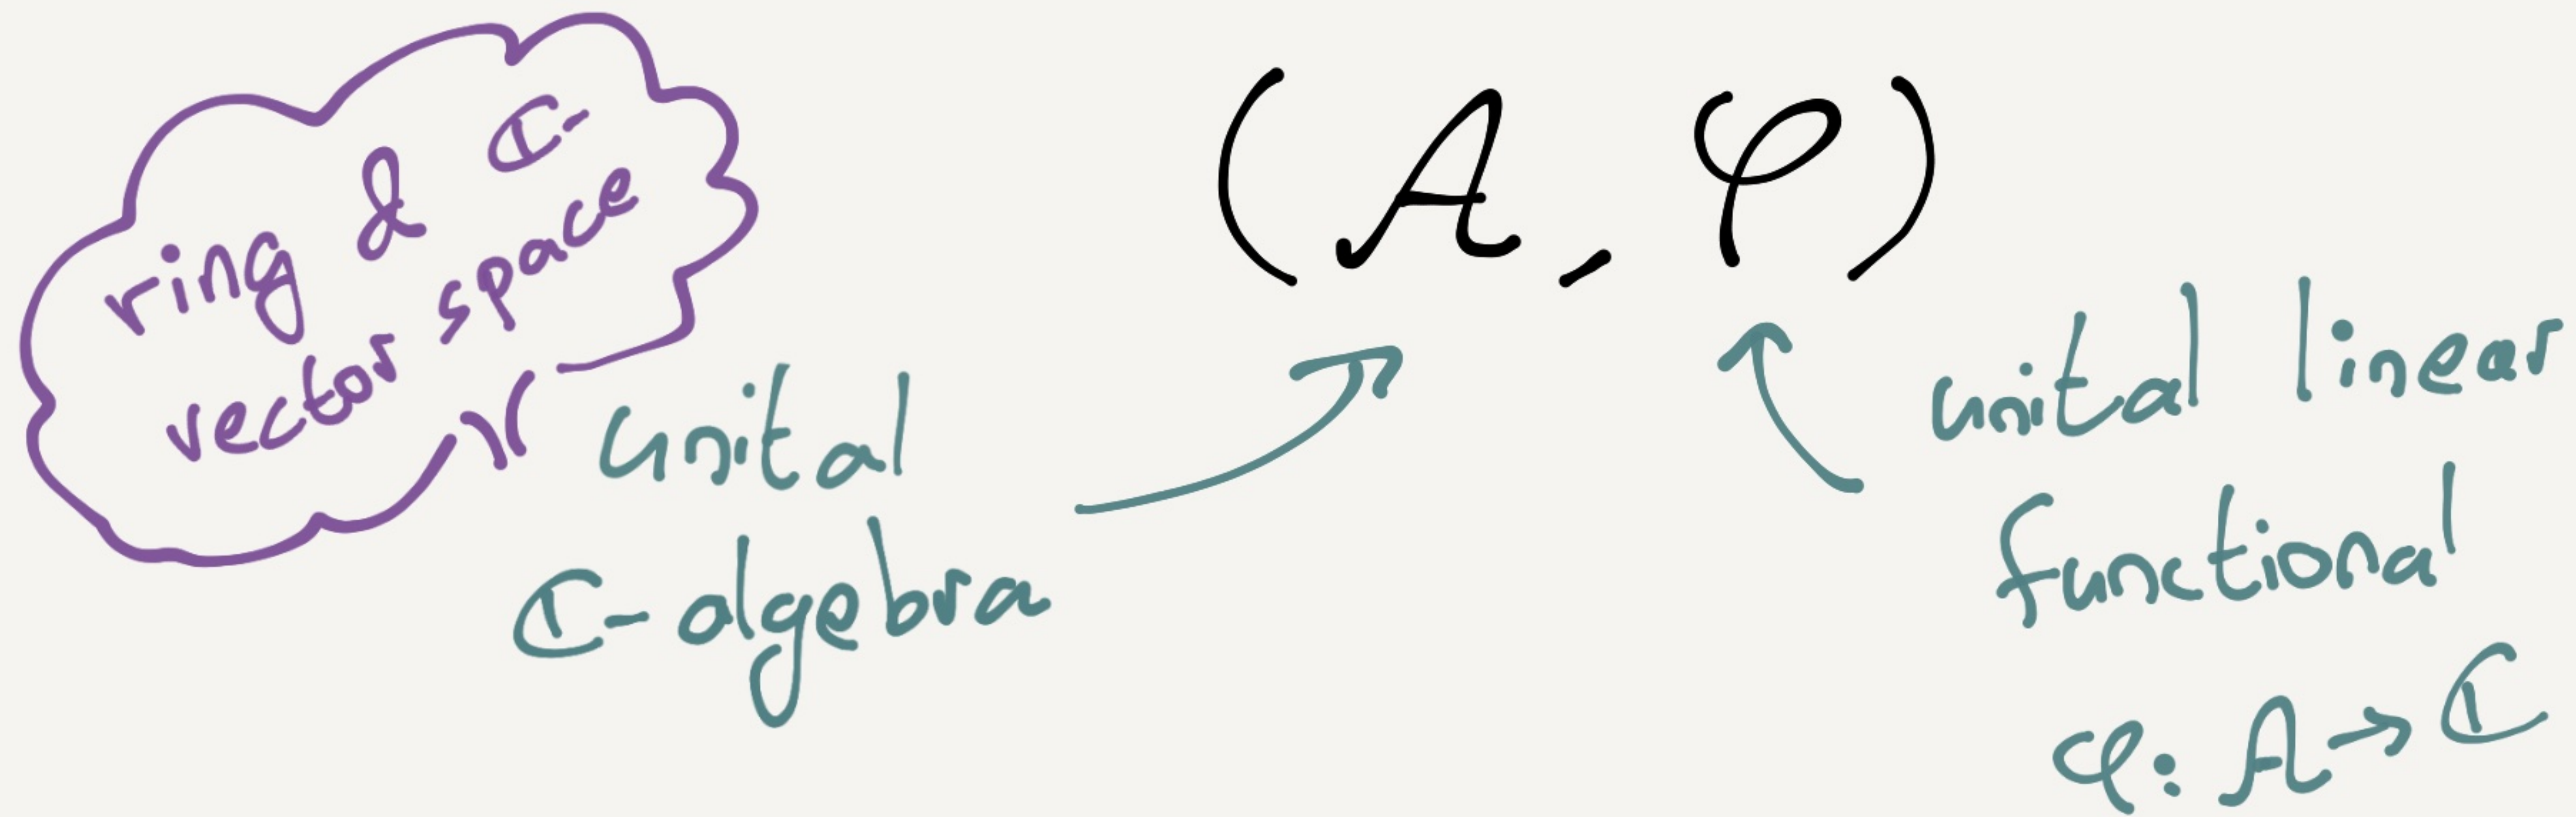 ring & ℂ-
vector space
(𝒜, φ)
unital
ℂ-algebra
unital linear
functional
φ: 𝒜 → ℂ